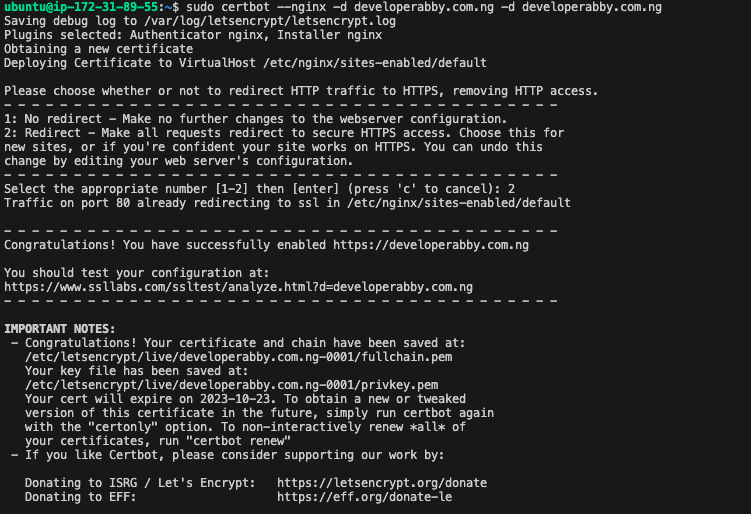 ubuntu@ip-172-31-89-55:~$ sudo certbot --nginx -d developerabby.com.ng -d developerabby.com.ng
Saving debug log to /var/log/letsencrypt/letsencrypt.log
Plugins selected: Authenticator nginx, Installer nginx
Obtaining a new certificate
Deploying Certificate to VirtualHost /etc/nginx/sites-enabled/default

Please choose whether or not to redirect HTTP traffic to HTTPS, removing HTTP access.
- - - - - - - - - - - - - - - - - - - - - - - - - - - - - - - - - - - - - - - -
1: No redirect - Make no further changes to the webserver configuration.
2: Redirect - Make all requests redirect to secure HTTPS access. Choose this for
new sites, or if you're confident your site works on HTTPS. You can undo this
change by editing your web server's configuration.
- - - - - - - - - - - - - - - - - - - - - - - - - - - - - - - - - - - - - - - -
Select the appropriate number [1-2] then [enter] (press 'c' to cancel): 2
Traffic on port 80 already redirecting to ssl in /etc/nginx/sites-enabled/default

- - - - - - - - - - - - - - - - - - - - - - - - - - - - - - - - - - - - - - - -
Congratulations! You have successfully enabled https://developerabby.com.ng

You should test your configuration at:
https://www.ssllabs.com/ssltest/analyze.html?d=developerabby.com.ng
- - - - - - - - - - - - - - - - - - - - - - - - - - - - - - - - - - - - - - - -

IMPORTANT NOTES:
 - Congratulations! Your certificate and chain have been saved at:
   /etc/letsencrypt/live/developerabby.com.ng-0001/fullchain.pem
   Your key file has been saved at:
   /etc/letsencrypt/live/developerabby.com.ng-0001/privkey.pem
   Your cert will expire on 2023-10-23. To obtain a new or tweaked
   version of this certificate in the future, simply run certbot again
   with the "certonly" option. To non-interactively renew *all* of
   your certificates, run "certbot renew"
 - If you like Certbot, please consider supporting our work by:

   Donating to ISRG / Let's Encrypt:   https://letsencrypt.org/donate
   Donating to EFF:                    https://eff.org/donate-le